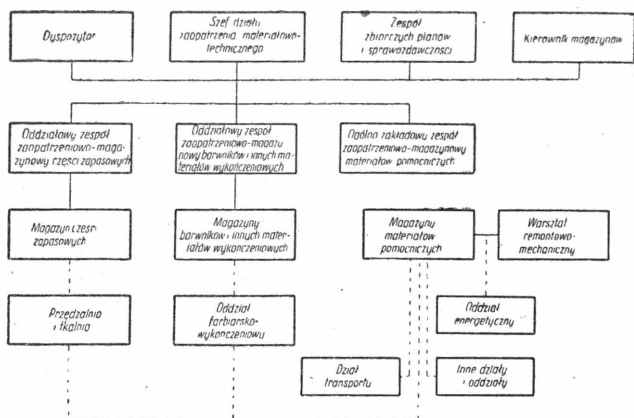 Dyspozytor
Szef działu
zaopatrzenia materiałowo-
technicznego
Zespół
zbiorczych planów
i sprawozdawczości
Kierownik magazynów
Oddziałowy zespół
zaopatrzeniowo-maga-
zynowy części zapasowych
Oddziałowy zespół
zaopatrzeniowo-magazy
nowy barwników i innych ma-
teriałów wykończeniowych
Ogólno zakładowy zespół
zaopatrzeniowo-magazynowy
materiałów pomocniczych
Magazyn części
zapasowych
Magazyny
barwników i innych mater-
iałów wykończeniowych
Magazyny
materiałów
pomocniczych
Warsztat
remontowo-
mechaniczny
Przędzalnio
i tkalnio
Oddział
farbiarsko-
wykończeniowy
Oddział
energetyczny
Dział
transportu
Inne działy
i oddziały